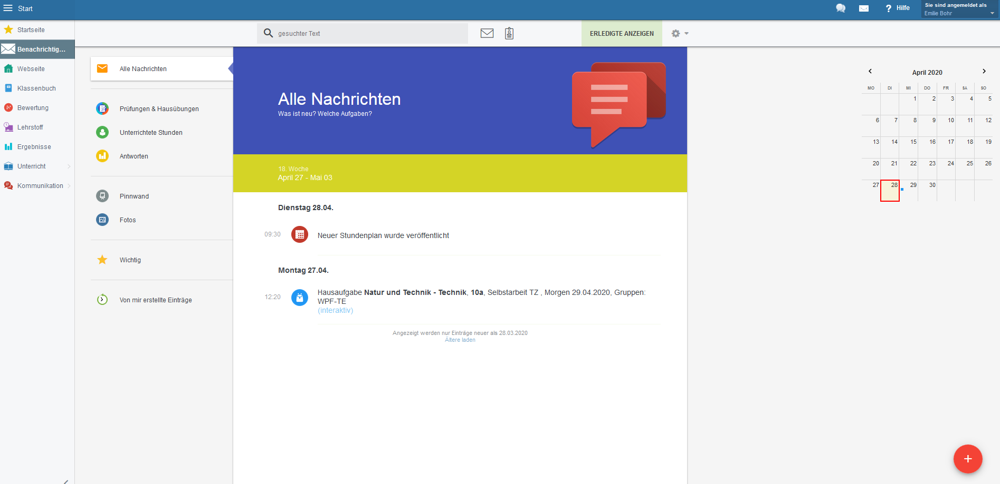 Start
Hilfe
Sie sind angemeldet als
Emilie Bohr
Startseite
Benachrichtig...
Webseite
Klassenbuch
Bewertung
Lehrstoff
Ergebnisse
Unterricht
Kommunikation
gesuchter Text
ERLEDIGTE ANZEIGEN
Alle Nachrichten
Prüfungen & Hausübungen
Unterrichtete Stunden
Antworten
Pinnwand
Fotos
Wichtig
Von mir erstellte Einträge
Alle Nachrichten
Was ist neu? Welche Aufgaben?
18. Woche
April 27 - Mai 03
Dienstag 28.04.
09:30 Neuer Stundenplan wurde veröffentlicht
Montag 27.04.
12:20 Hausaufgabe Natur und Technik - Technik, 10a, Selbstarbeit TZ , Morgen 29.04.2020, Gruppen:
WPF-TE
(interaktiv)
Angezeigt werden nur Einträge neuer als 28.03.2020
Ältere laden
April 2020
MO DI MI DO FR SA SO
1 2 3 4 5
6 7 8 9 10 11 12
13 14 15 16 17 18 19
20 21 22 23 24 25 26
27 28 29 30